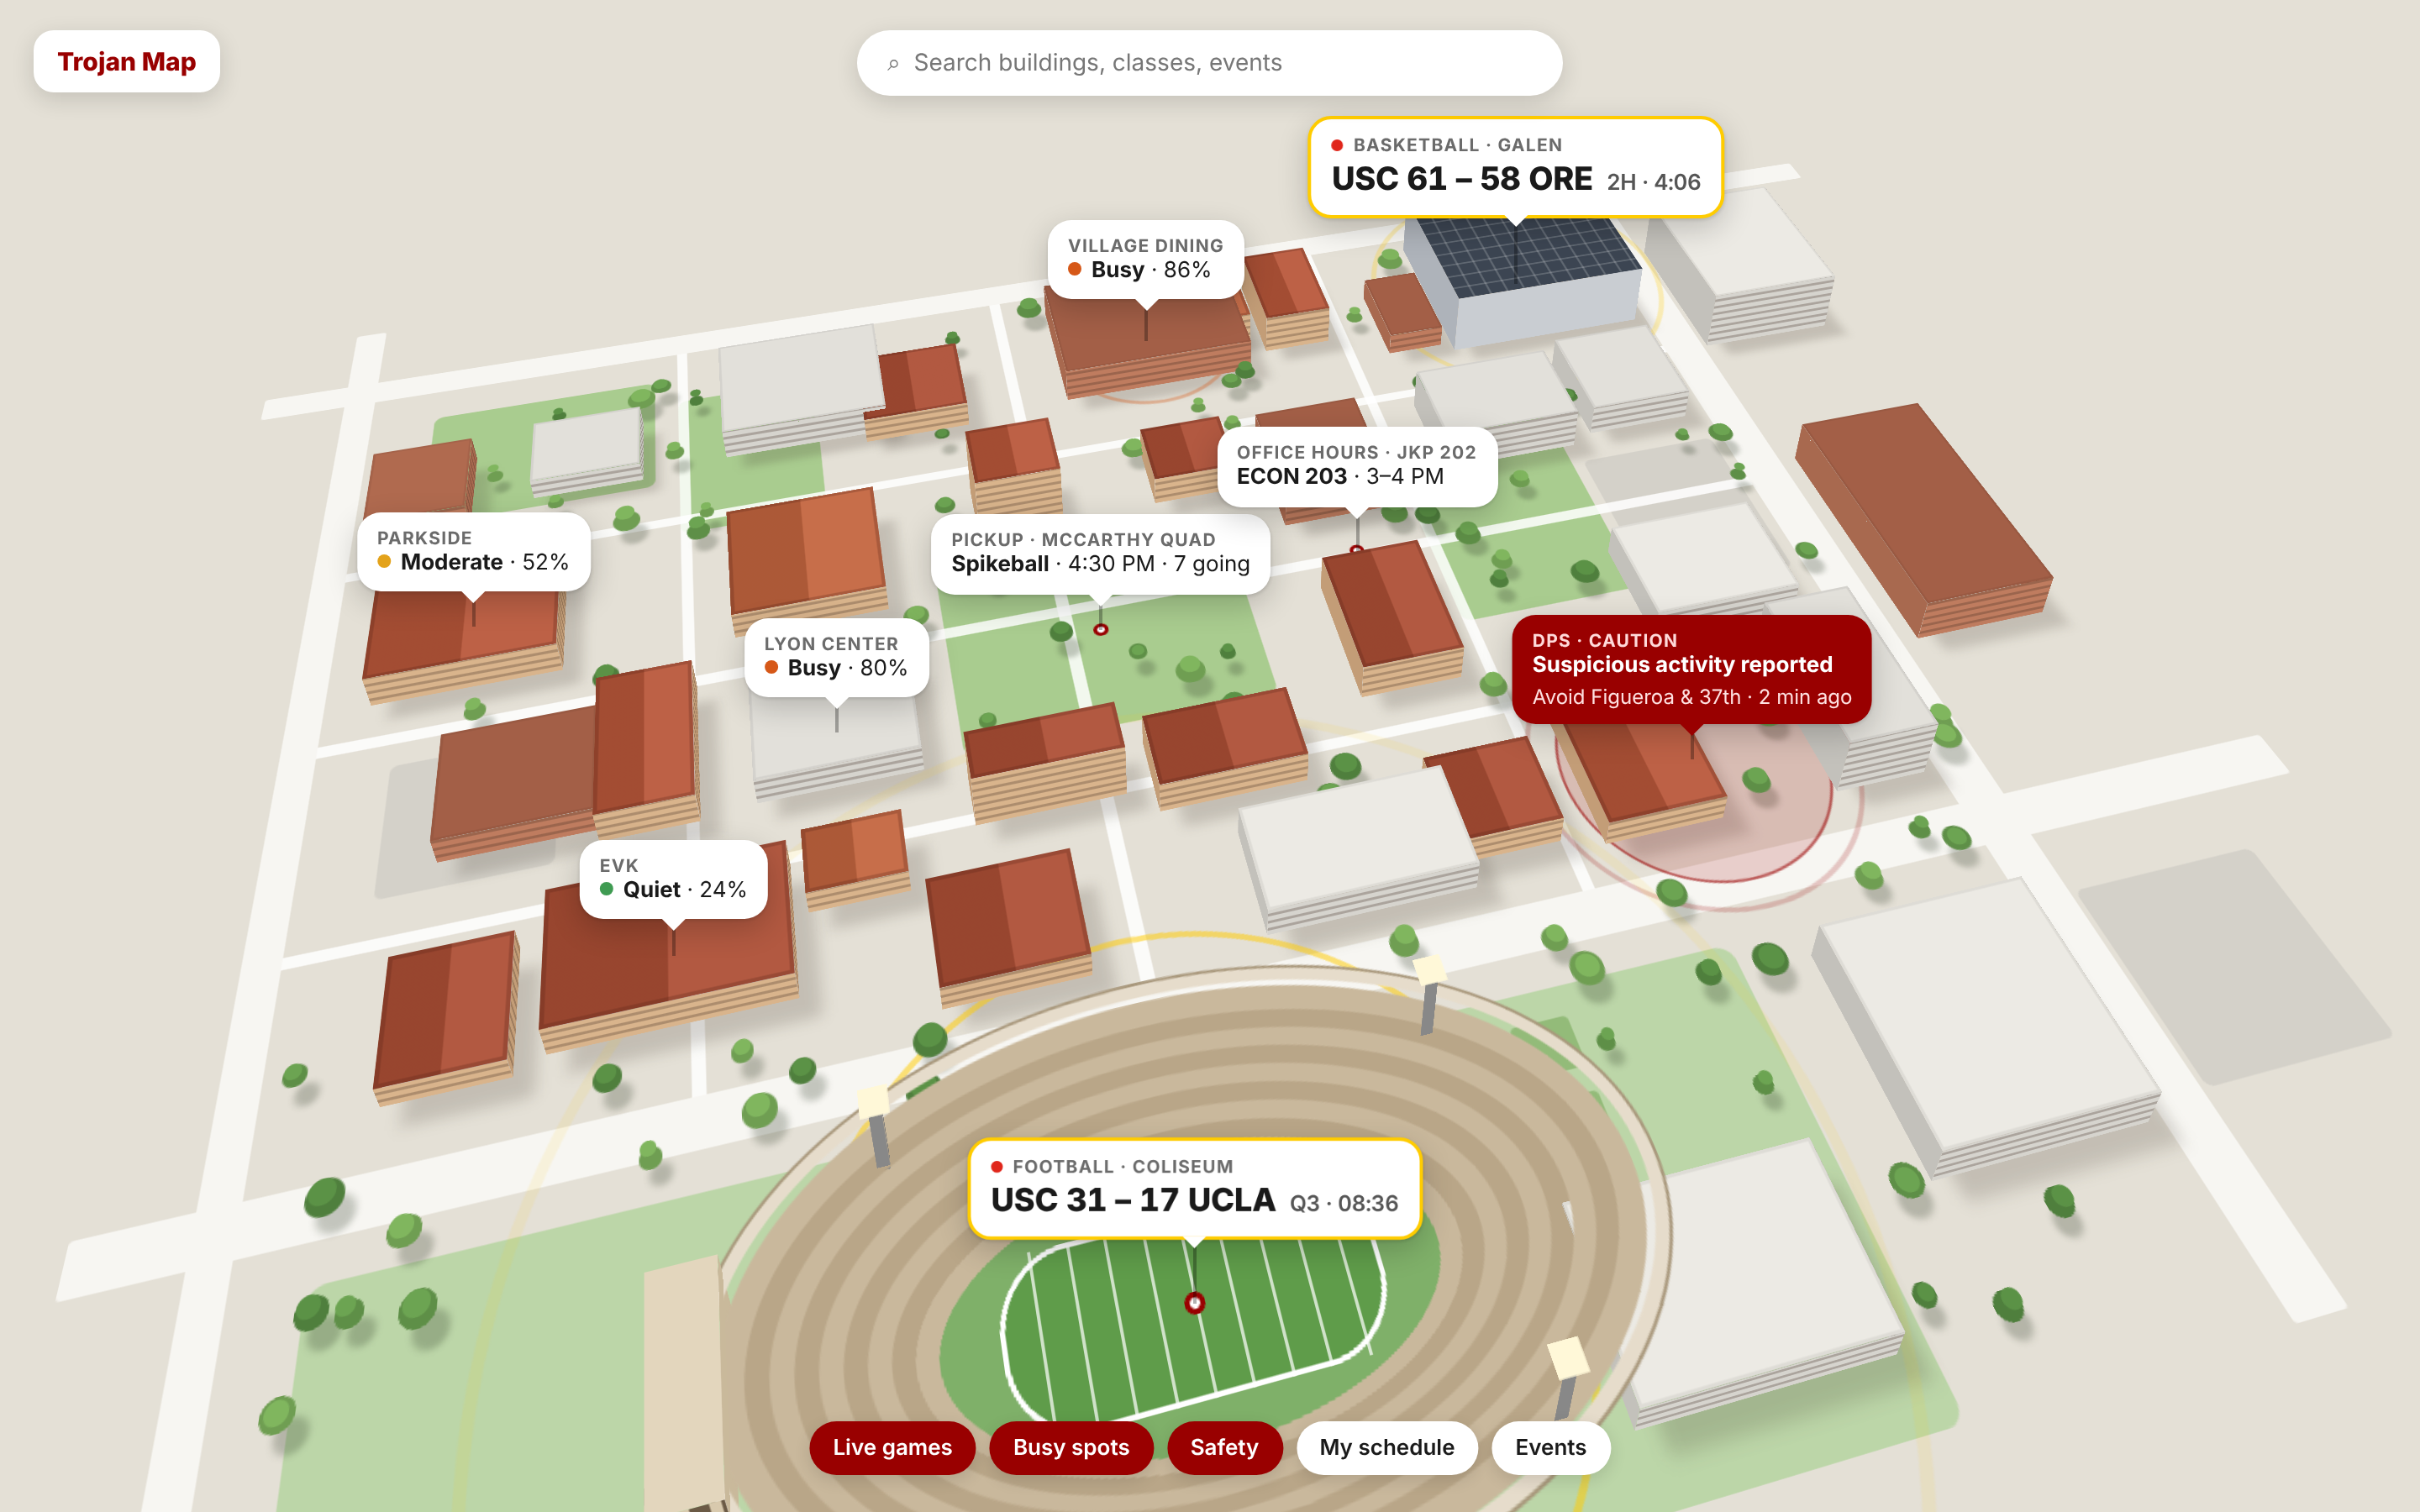 Trojan Map
Search buildings, classes, events
BASKETBALL · GALEN
USC 61 – 58 ORE 2H · 4:06
VILLAGE DINING
Busy · 86%
OFFICE HOURS · JKP 202
ECON 203 · 3–4 PM
PARKSIDE
Moderate · 52%
PICKUP · MCCARTHY QUAD
Spikeball · 4:30 PM · 7 going
LYON CENTER
Busy · 80%
DPS · CAUTION
Suspicious activity reported
Avoid Figueroa & 37th · 2 min ago
EVK
Quiet · 24%
FOOTBALL · COLISEUM
USC 31 – 17 UCLA Q3 · 08:36
Live games
Busy spots
Safety
My schedule
Events